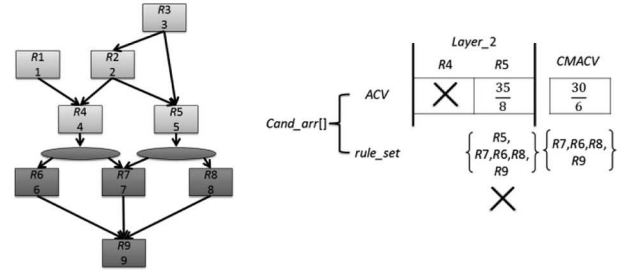 R3
3
R1
1
R2
2
R4
4
R5
5
R6
6
R7
7
R8
8
R9
9
Layer_2
R4 R5 CMACV
ACV 35/8 30/6
Cand_arr[]
rule_set
{R5,
R7,R6,R8,
R9}
{R7,R6,R8,
R9}